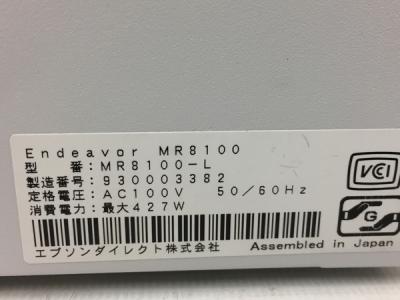 Endeavor MR8100
型　　番：MR8100-L
製造番号：930003382
定格電圧：AC100V　50/60Hz
消費電力：最大427W
エプソンダイレクト株式会社　Assembled in Japan
VCCI
G